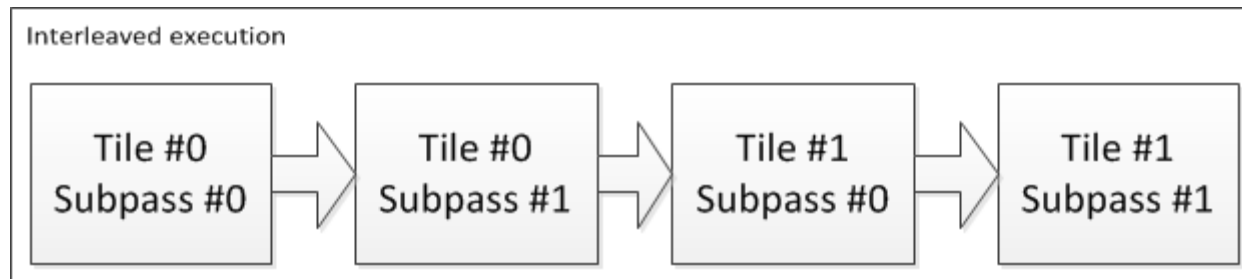 Interleaved execution
Tile #0
Subpass #0
Tile #0
Subpass #1
Tile #1
Subpass #0
Tile #1
Subpass #1